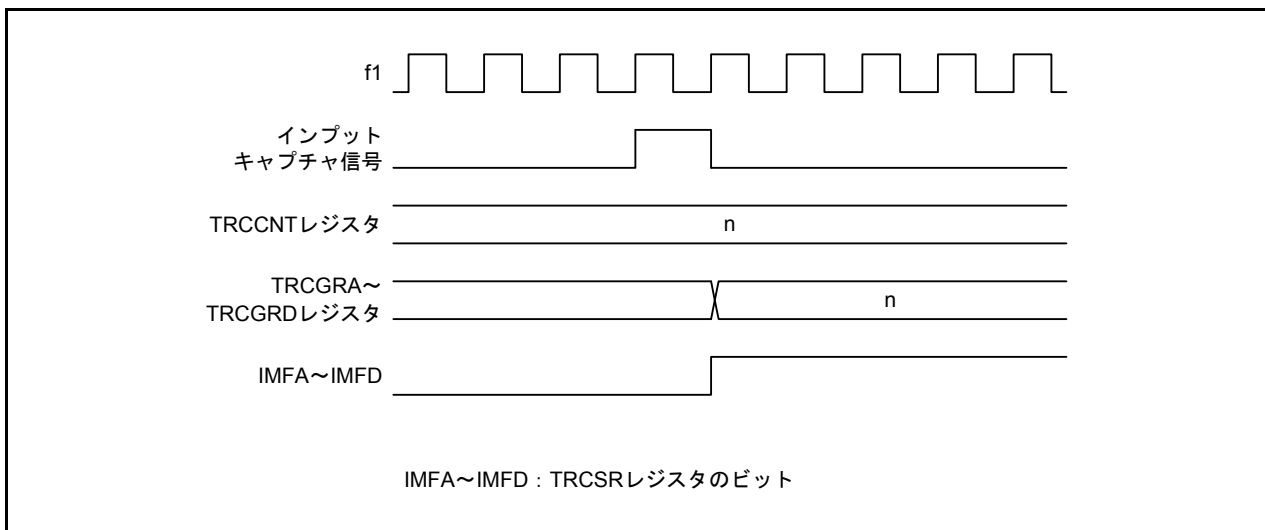 f1
インプット
キャプチャ信号
TRCCNTレジスタ
n
TRCGRA～
TRCGRDレジスタ
n
IMFA～IMFD
IMFA～IMFD：TRCSRレジスタのビット